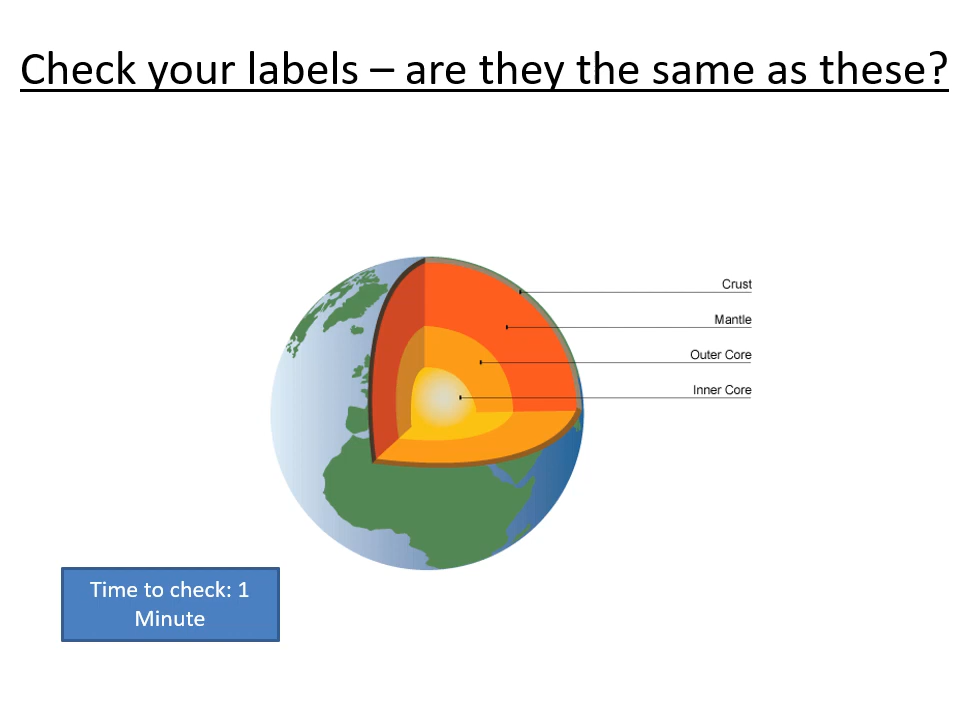 Check your labels – are they the same as these?
Crust
Mantle
Outer Core
Inner Core
Time to check: 1
Minute